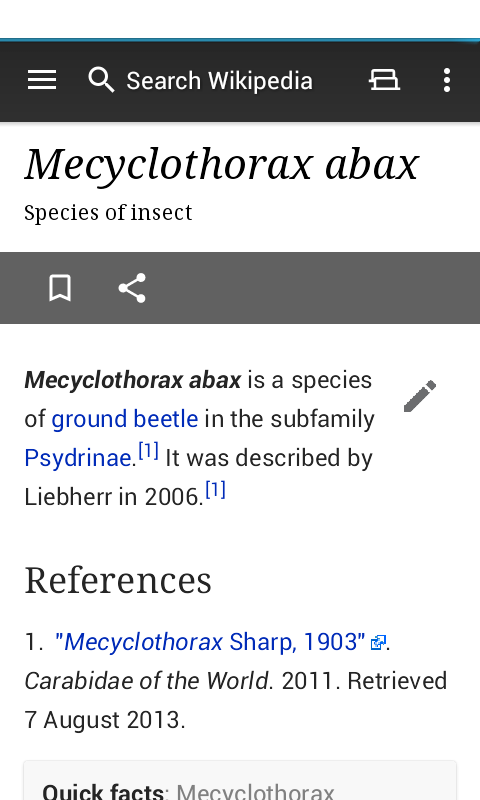 Search Wikipedia
Mecyclothorax abax
Species of insect
Mecyclothorax abax is a species
of ground beetle in the subfamily
Psydrinae.[1] It was described by
Liebherr in 2006.[1]
References
1. "Mecyclothorax Sharp, 1903".
Carabidae of the World. 2011. Retrieved
7 August 2013.
Quick facts: Mecyclothorax